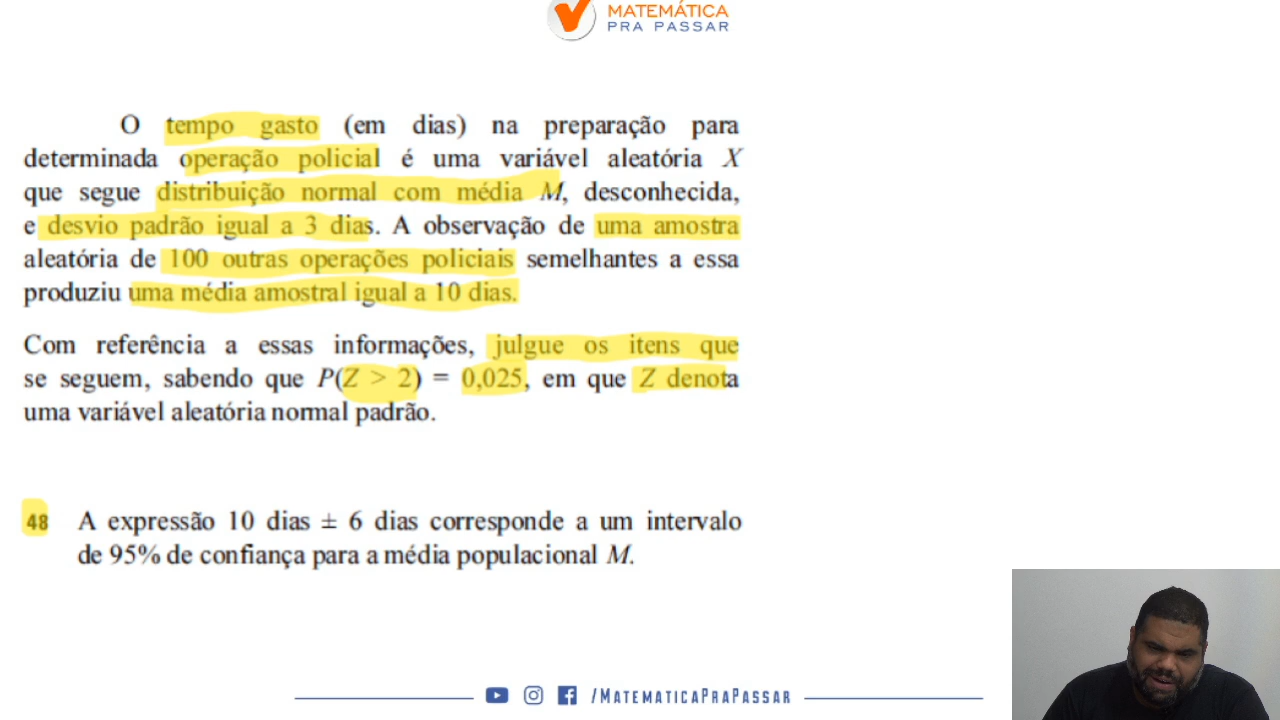 MATEMÁTICA
PRA PASSAR
O tempo gasto (em dias) na preparação para
determinada operação policial é uma variável aleatória X
que segue distribuição normal com média M, desconhecida,
e desvio padrão igual a 3 dias. A observação de uma amostra
aleatória de 100 outras operações policiais semelhantes a essa
produziu uma média amostral igual a 10 dias.
Com referência a essas informações, julgue os itens que
se seguem, sabendo que P(Z > 2) = 0,025, em que Z denota
uma variável aleatória normal padrão.
48 A expressão 10 dias ± 6 dias corresponde a um intervalo
de 95% de confiança para a média populacional M.
/MATEMATICAPRAPASSAR